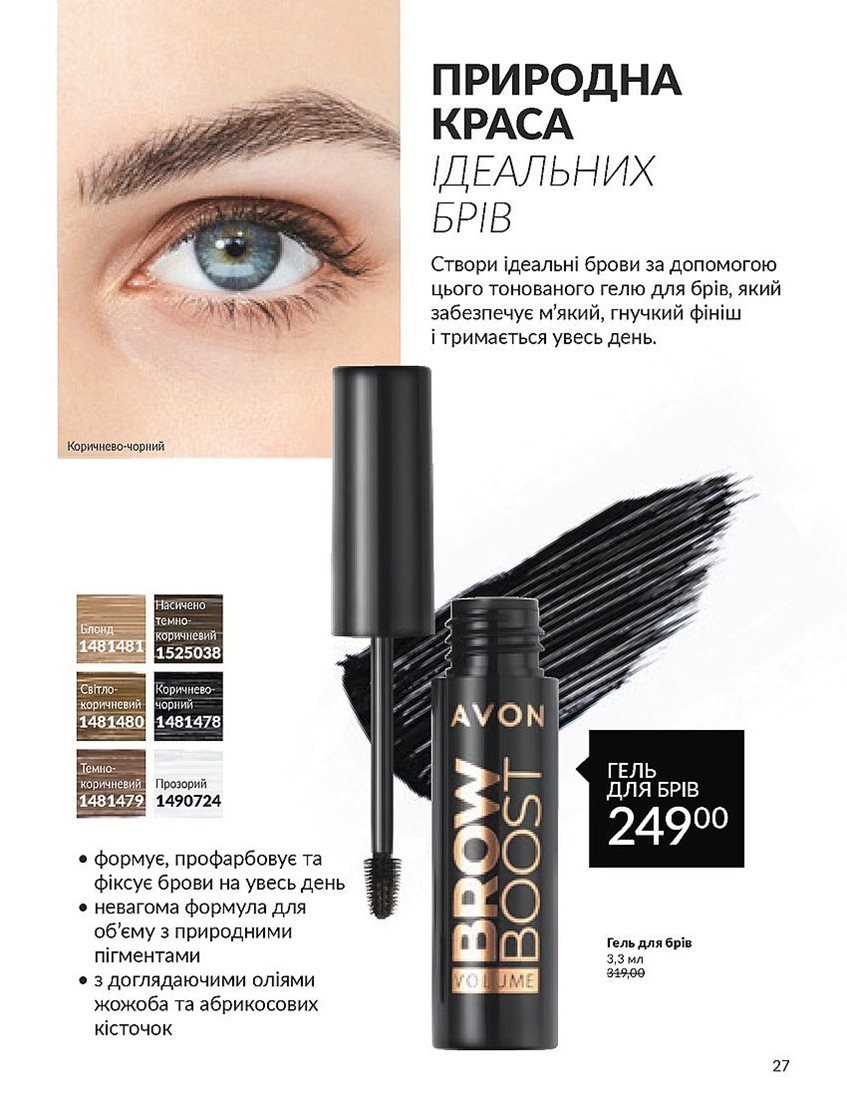 ПРИРОДНА
КРАСА
ІДЕАЛЬНИХ
БРІВ
Створи ідеальні брови за допомогою
цього тонованого гелю для брів, який
забезпечує м’який, гнучкий фініш
і тримається увесь день.
Коричнево-чорний
Блонд
1481481
Насичено
темно-
коричневий
1525038
Світло-
коричневий
1481480
Коричнево-
чорний
1481478
Темно-
коричневий
1481479
Прозорий
1490724
• формує, профарбовує та
фіксує брови на увесь день
• невагома формула для
об’єму з природними
пігментами
• з доглядаючими оліями
жожоба та абрикосових
кісточок
AVON
BROW
BOOST
VOLUME
ГЕЛЬ
ДЛЯ БРІВ
249⁰⁰
Гель для брів
3,3 мл
319,00
27